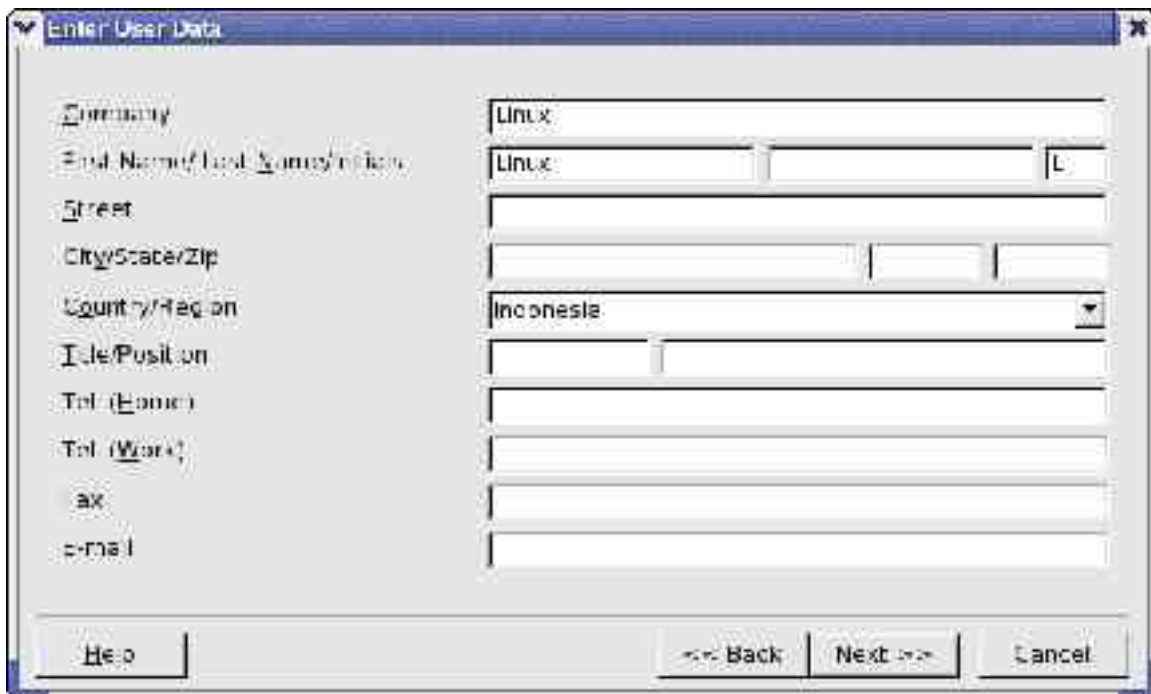 Enter User Data
Company Linux
First Name/ Last Name/Initials Linux L
Street
City/State/Zip
Country/Region Indonesia
Title/Position
Tel. (Home)
Tel. (Work)
Fax
E-mail
Help << Back Next >> Cancel